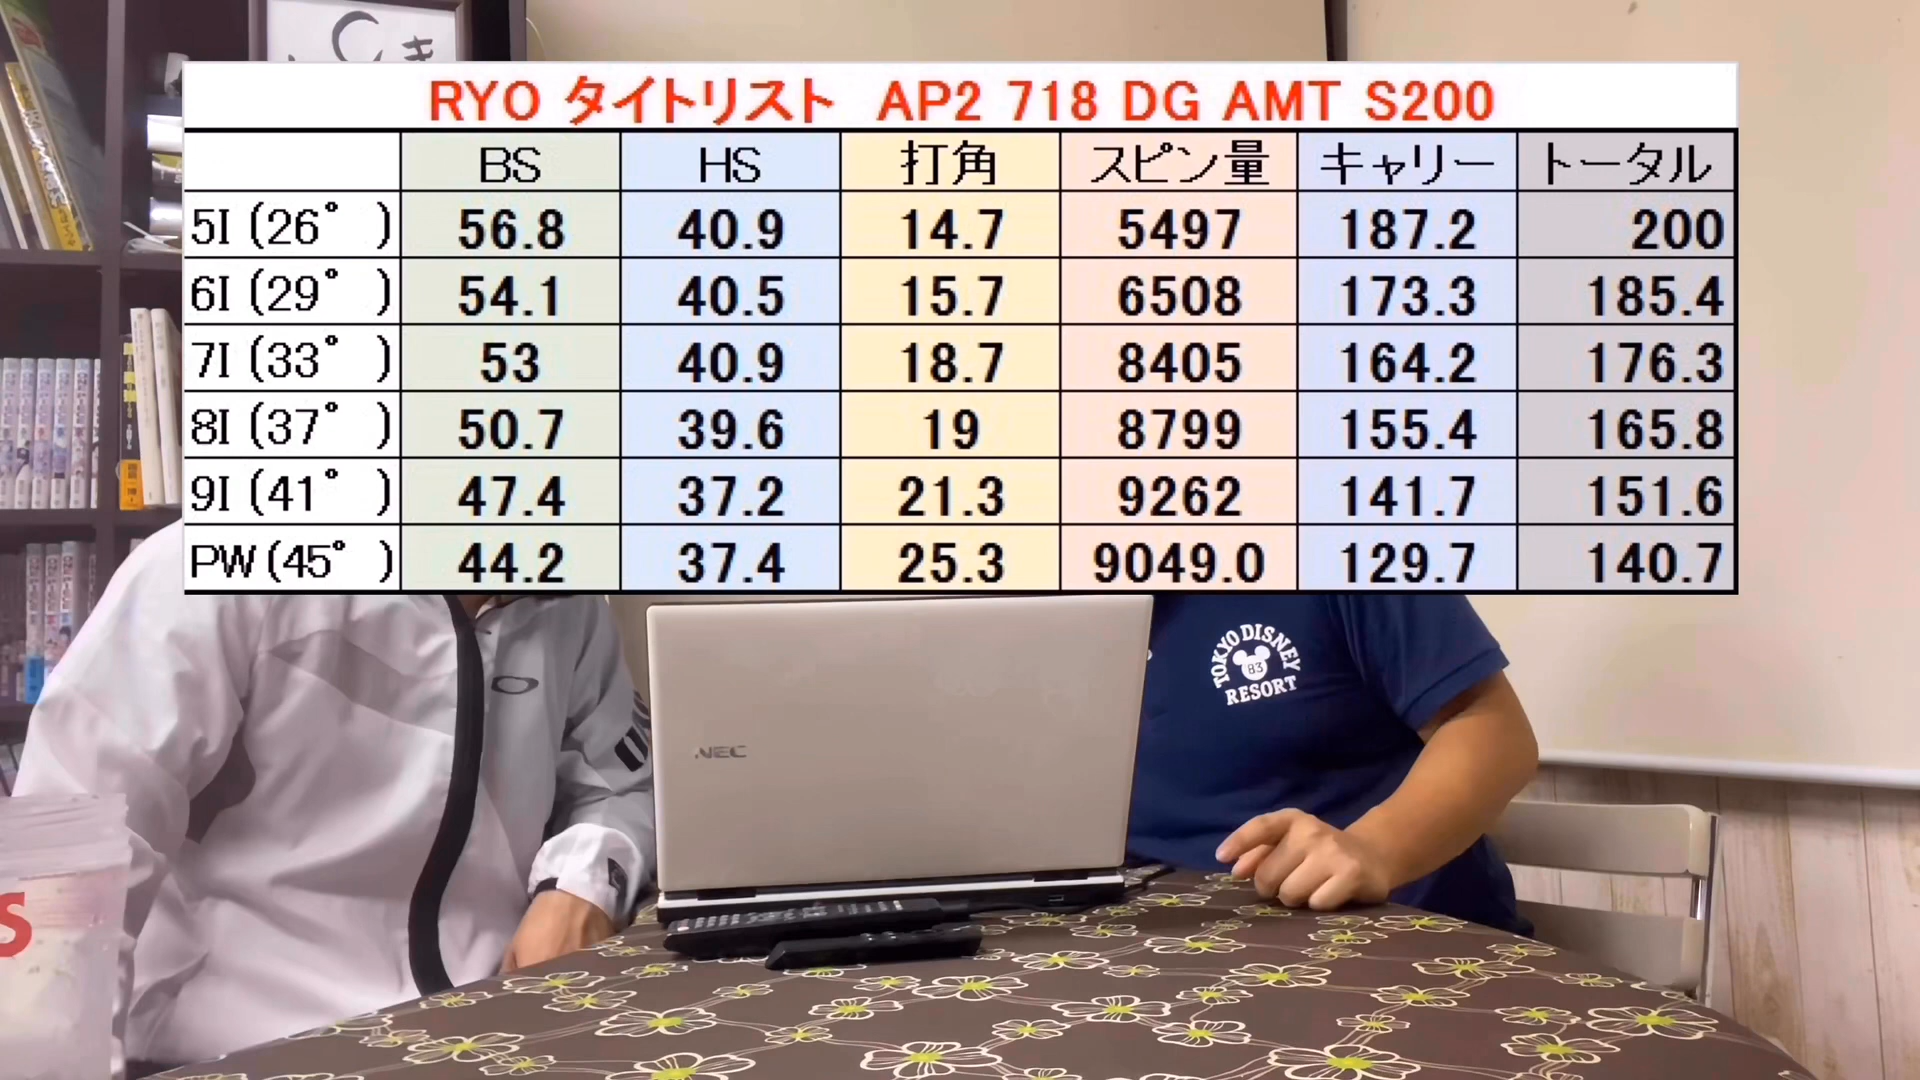 RYO タイトリスト AP2 718 DG AMT S200
BS HS 打角 スピン量 キャリー トータル
5I (26° ) 56.8 40.9 14.7 5497 187.2 200
6I (29° ) 54.1 40.5 15.7 6508 173.3 185.4
7I (33° ) 53 40.9 18.7 8405 164.2 176.3
8I (37° ) 50.7 39.6 19 8799 155.4 165.8
9I (41° ) 47.4 37.2 21.3 9262 141.7 151.6
PW (45° ) 44.2 37.4 25.3 9049.0 129.7 140.7
TOKYO DISNEY
83
RESORT
NEC